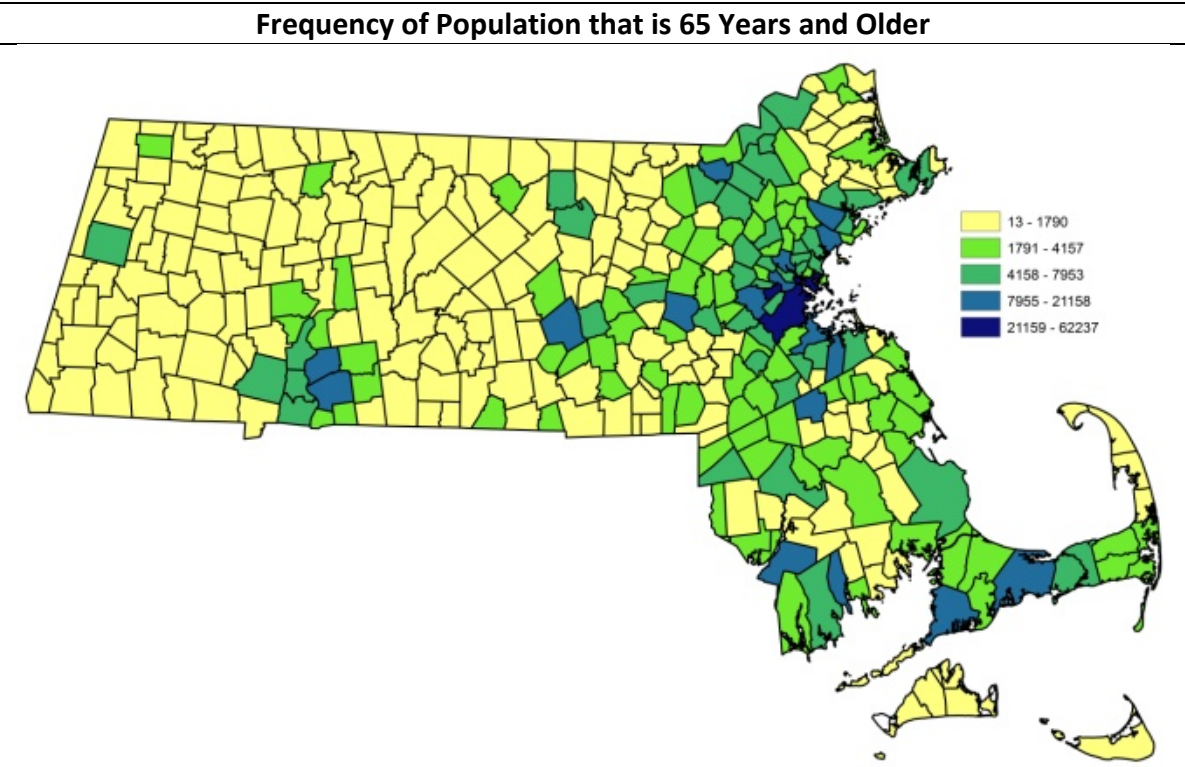 Frequency of Population that is 65 Years and Older
13 - 1790
1791 - 4157
4158 - 7953
7955 - 21158
21159 - 62237